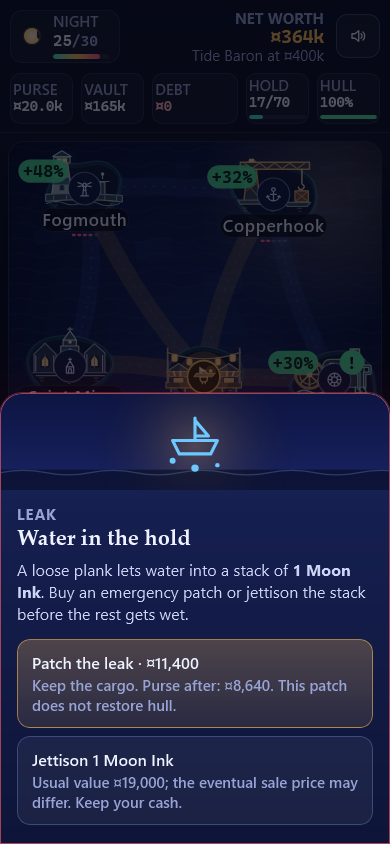 NIGHT
25/30
NET WORTH
¤364k
Tide Baron at ¤400k
PURSE
¤20.0k
VAULT
¤165k
DEBT
¤0
HOLD
17/70
HULL
100%
+48%
+32%
Fogmouth
Copperhook
+30%
!
LEAK
Water in the hold
A loose plank lets water into a stack of 1 Moon
Ink. Buy an emergency patch or jettison the stack
before the rest gets wet.
Patch the leak · ¤11,400
Keep the cargo. Purse after: ¤8,640. This patch
does not restore hull.
Jettison 1 Moon Ink
Usual value ¤19,000; the eventual sale price may
differ. Keep your cash.